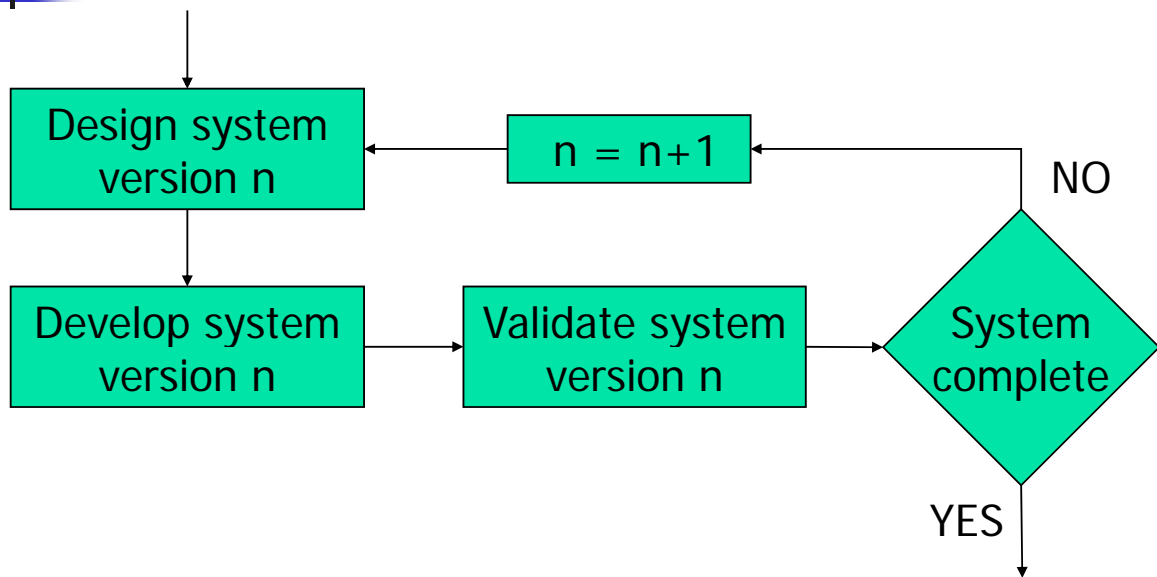 Design system
version n
n = n+1
NO
Develop system
version n
Validate system
version n
System
complete
YES